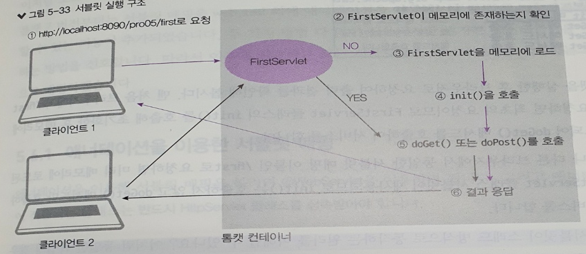 그림 5-33 서블릿 실행 구조
① http://localhost:8090/pro05/first로 요청
② FirstServlet이 메모리에 존재하는지 확인
FirstServlet
NO
③ FirstServlet을 메모리에 로드
④ init()을 호출
YES
⑤ doGet() 또는 doPost()를 호출
⑥ 결과 응답
클라이언트 1
클라이언트 2
톰캣 컨테이너